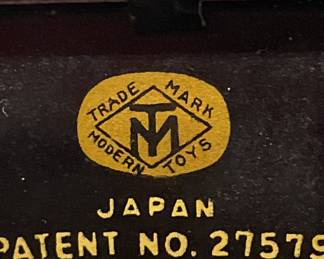 TRADE MARK
TM
MODERN TOYS
JAPAN
PATENT NO. 27579